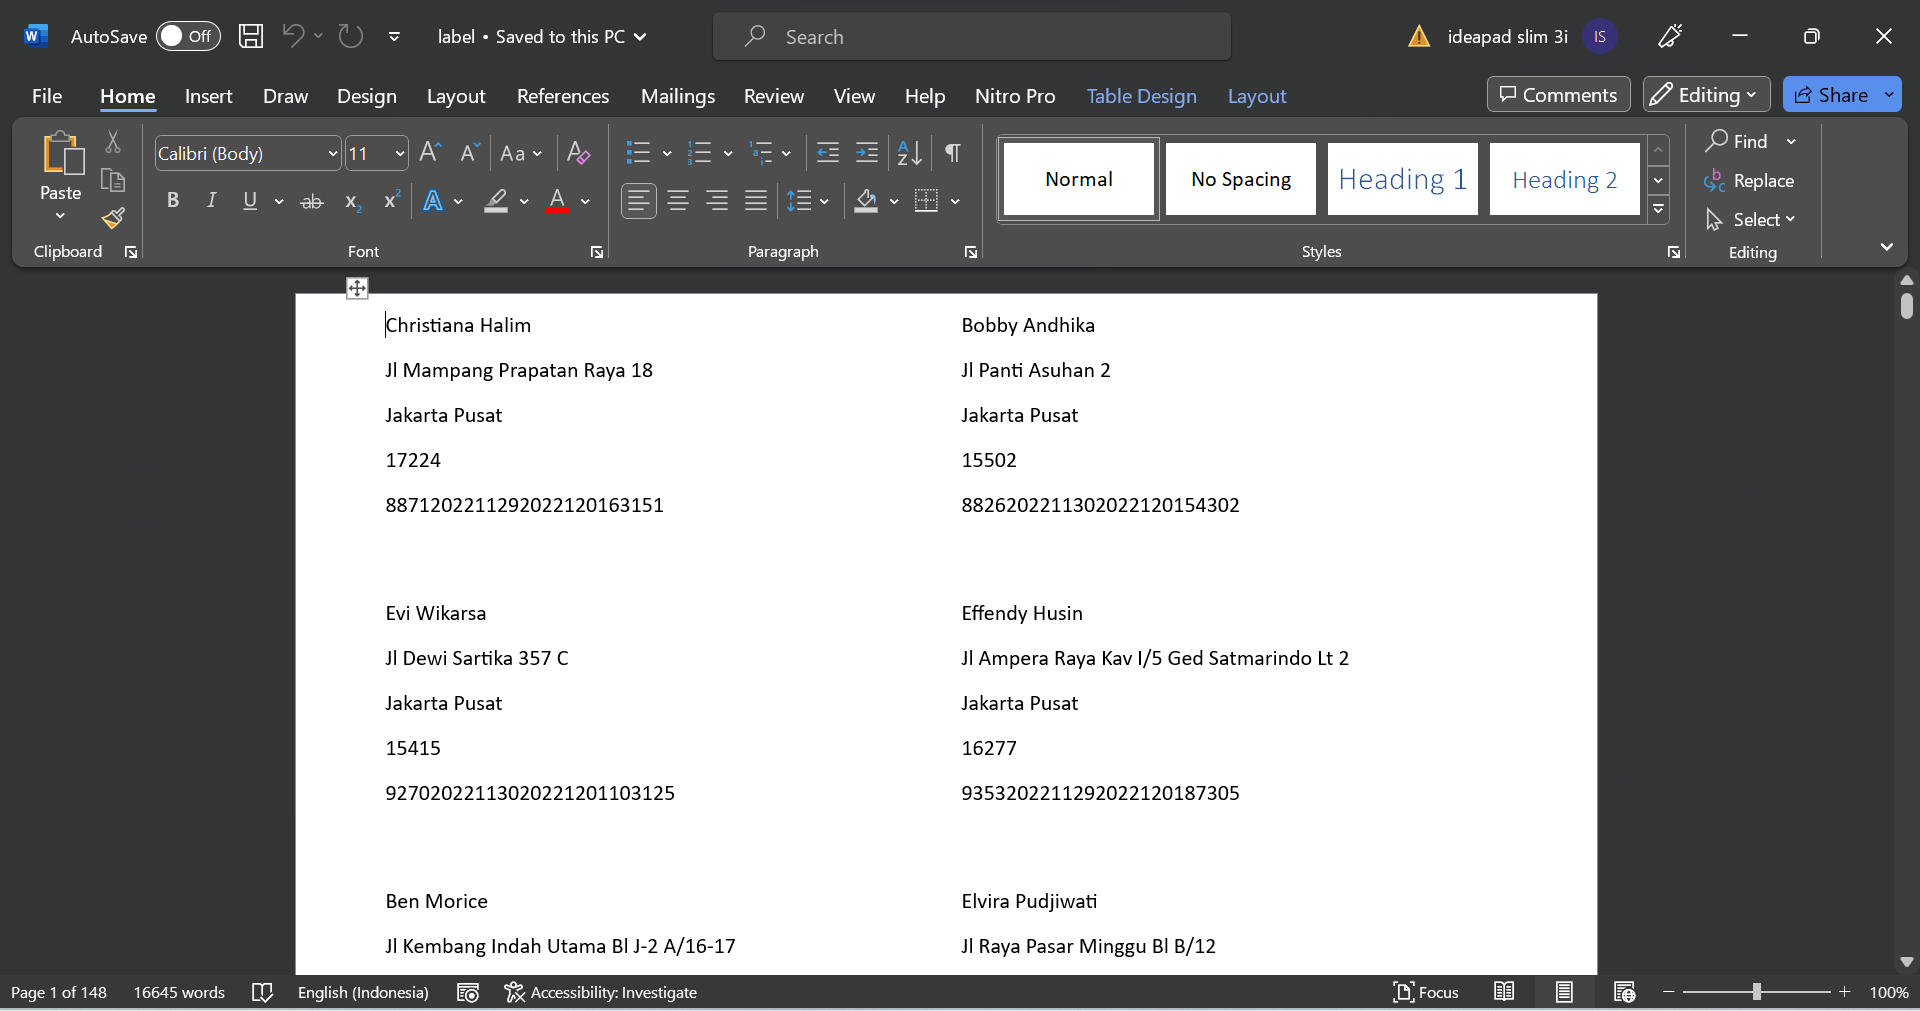 AutoSave Off label • Saved to this PC Search ideapad slim 3i IS
File Home Insert Draw Design Layout References Mailings Review View Help Nitro Pro Table Design Layout Comments Editing Share
Paste Calibri (Body) 11 Normal No Spacing Heading 1 Heading 2 Find Replace Select
Clipboard Font Paragraph Styles Editing
Christiana Halim
Jl Mampang Prapatan Raya 18
Jakarta Pusat
17224
88712022112920221201 63151
Bobby Andhika
Jl Panti Asuhan 2
Jakarta Pusat
15502
8826202211302022120154302
Evi Wikarsa
Jl Dewi Sartika 357 C
Jakarta Pusat
15415
92702022113020221201103125
Effendy Husin
Jl Ampera Raya Kav I/5 Ged Satmarindo Lt 2
Jakarta Pusat
16277
9353202211292022120187305
Ben Morice
Jl Kembang Indah Utama Bl J-2 A/16-17
Elvira Pudjiwati
Jl Raya Pasar Minggu Bl B/12
Page 1 of 148 16645 words English (Indonesia) Accessibility: Investigate Focus 100%